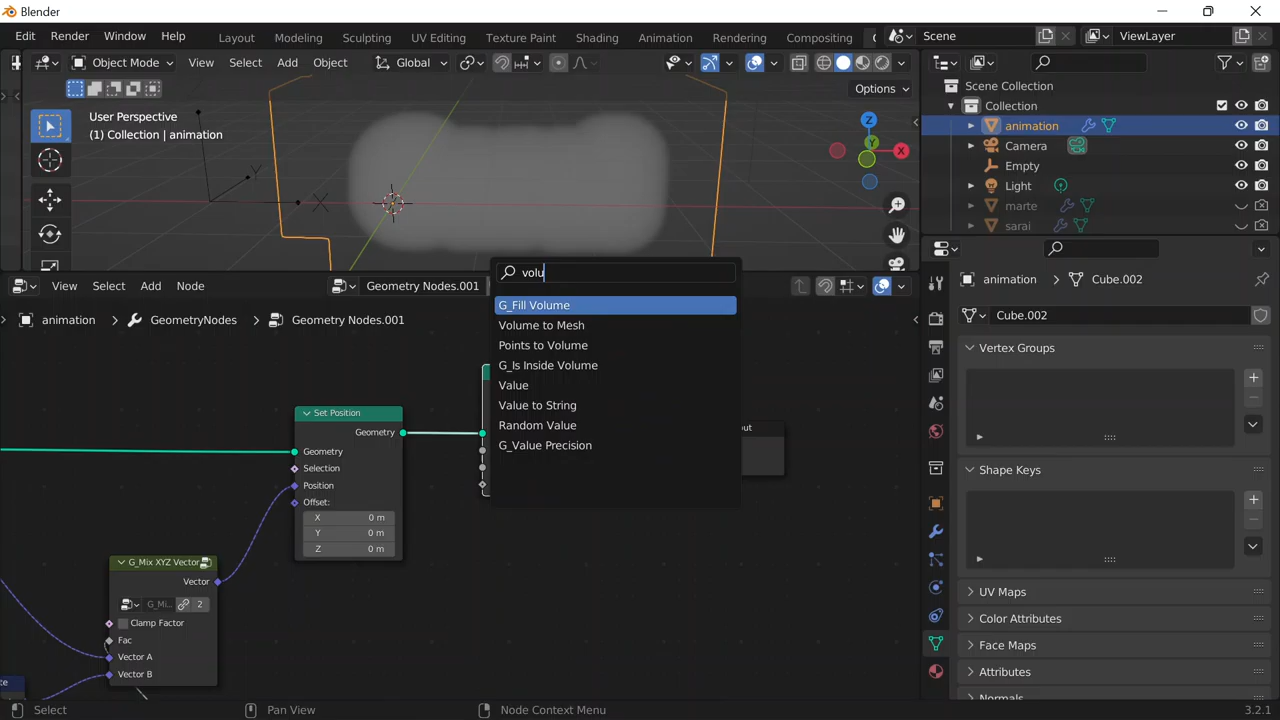 Blender
Edit Render Window Help Layout Modeling Sculpting UV Editing Texture Paint Shading Animation Rendering Compositing Scene ViewLayer
Object Mode View Select Add Object Global
Options
User Perspective
(1) Collection | animation
Z
Y
X
Y
X
Scene Collection
Collection
animation
Camera
Empty
Light
marte
sarai
View Select Add Node Geometry Nodes.001
animation GeometryNodes Geometry Nodes.001
volu
G_Fill Volume
Volume to Mesh
Points to Volume
G_Is Inside Volume
Value
Value to String
Random Value
G_Value Precision
Set Position
Geometry
Geometry
Selection
Position
Offset:
X 0 m
Y 0 m
Z 0 m
G_Mix XYZ Vector
Vector
G_Mi... 2
Clamp Factor
Fac
Vector A
Vector B
animation Cube.002
Cube.002
Vertex Groups
Shape Keys
UV Maps
Color Attributes
Face Maps
Attributes
Normals
Select Pan View Node Context Menu 3.2.1